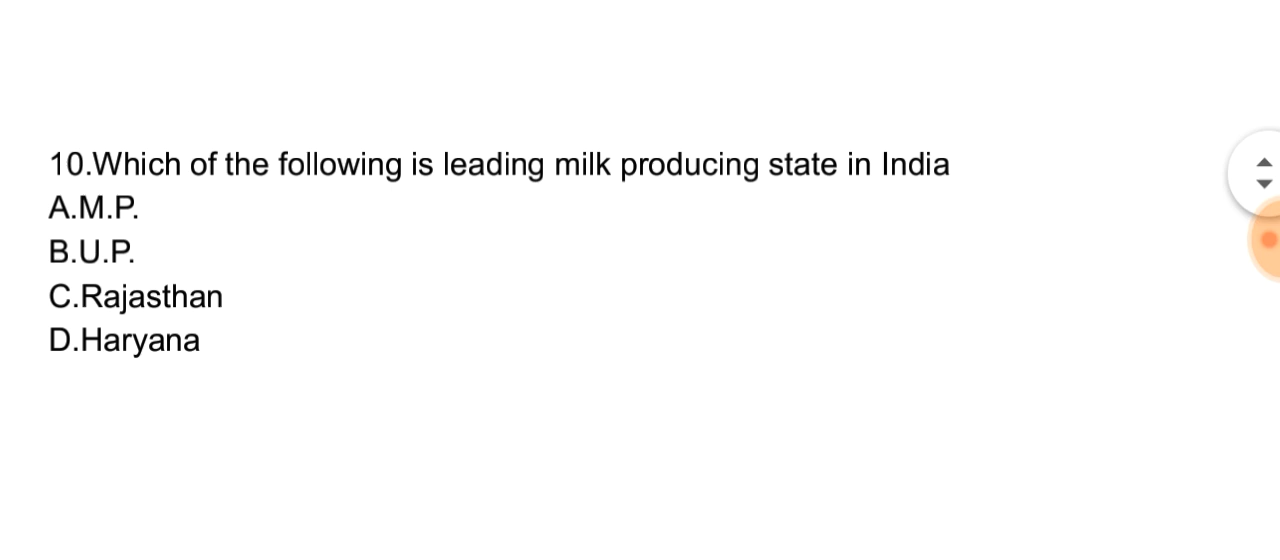 10.Which of the following is leading milk producing state in India
A.M.P.
B.U.P.
C.Rajasthan
D.Haryana